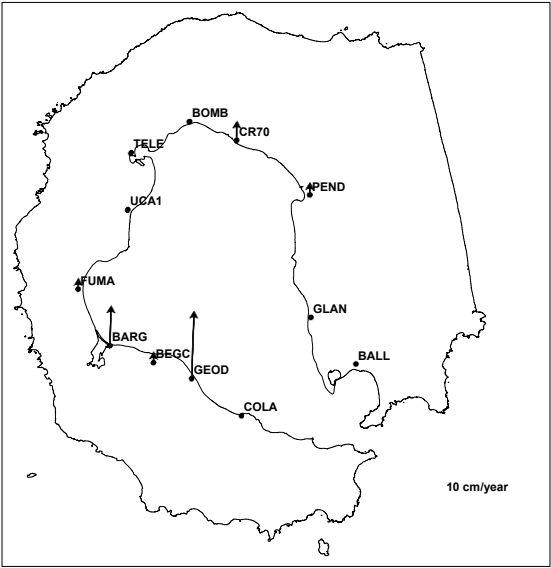 BOMB
CR70
TELE
PEND
UCA1
FUMA
GLAN
BARG
BEGC
BALL
GEOD
COLA
10 cm/year